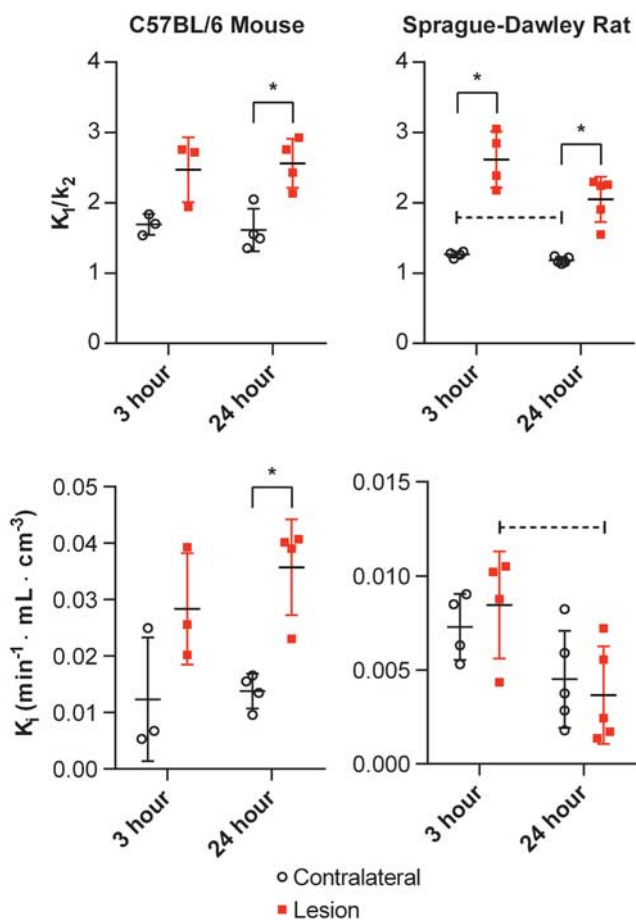 C57BL/6 Mouse
Sprague-Dawley Rat
K₁/k₂
4
3
2
1
0
*
3 hour
24 hour
4
3
2
1
0
*
*
3 hour
24 hour
Kᵢ (min⁻¹ · mL · cm⁻³)
0.05
0.04
0.03
0.02
0.01
0.00
*
3 hour
24 hour
0.015
0.010
0.005
0.000
3 hour
24 hour
Contralateral
Lesion